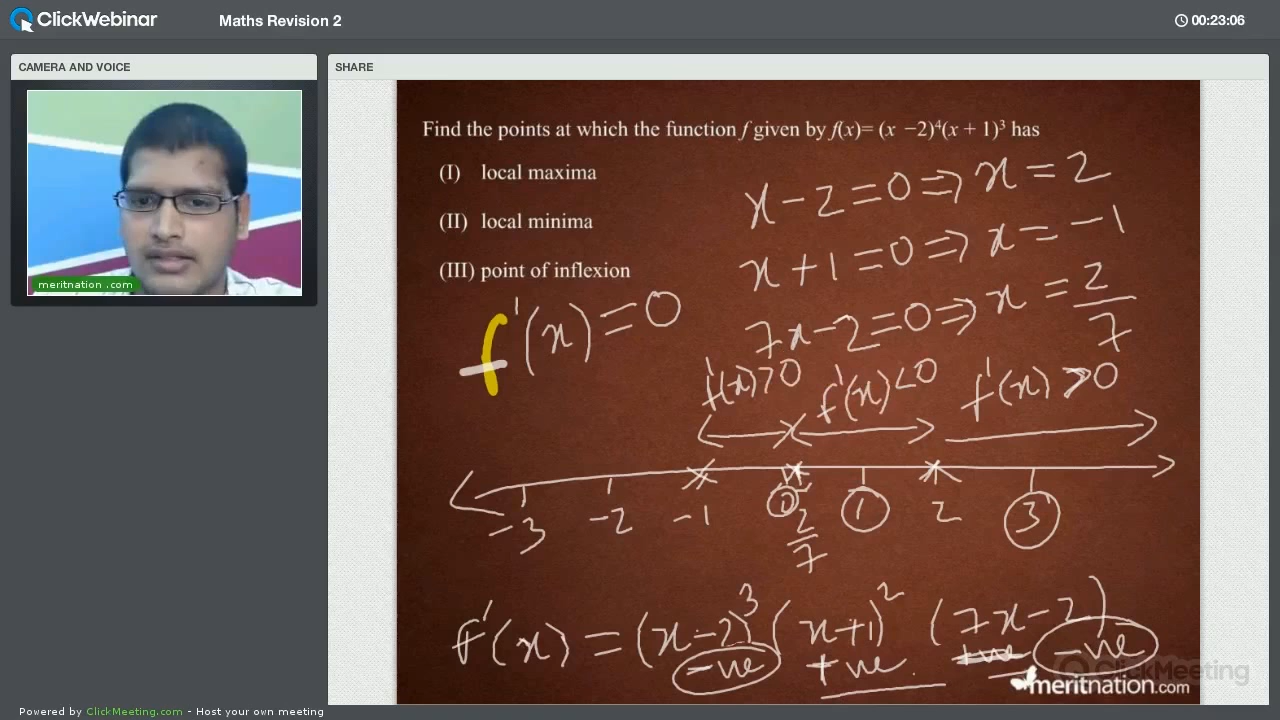 ClickWebinar
Maths Revision 2
00:23:06
CAMERA AND VOICE
SHARE
meritnation .com
Find the points at which the function f given by f(x)= (x −2)⁴(x + 1)³ has
(I) local maxima
(II) local minima
(III) point of inflexion
x − 2 = 0 ⇒ x = 2
x + 1 = 0 ⇒ x = −1
7x − 2 = 0 ⇒ x = 2/7
f'(x) = 0
f'(x) > 0 f'(x) < 0 f'(x) > 0
−3 −2 −1 0 2/7 1 2 3
f'(x) = (x−2)³ (x+1)² (7x−2)
−ve +ve +ve −ve
ClickMeeting
meritnation.com
Powered by ClickMeeting.com - Host your own meeting